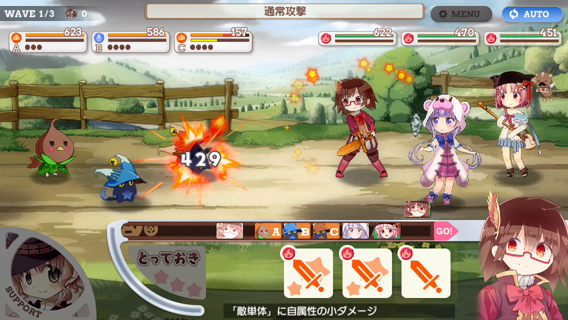 WAVE 1/3 0
通常攻撃
MENU
AUTO
623 586 157
A B C
622 470 451
429
A B C GO!
とっておき
SUPPORT
「敵単体」に自属性の小ダメージ